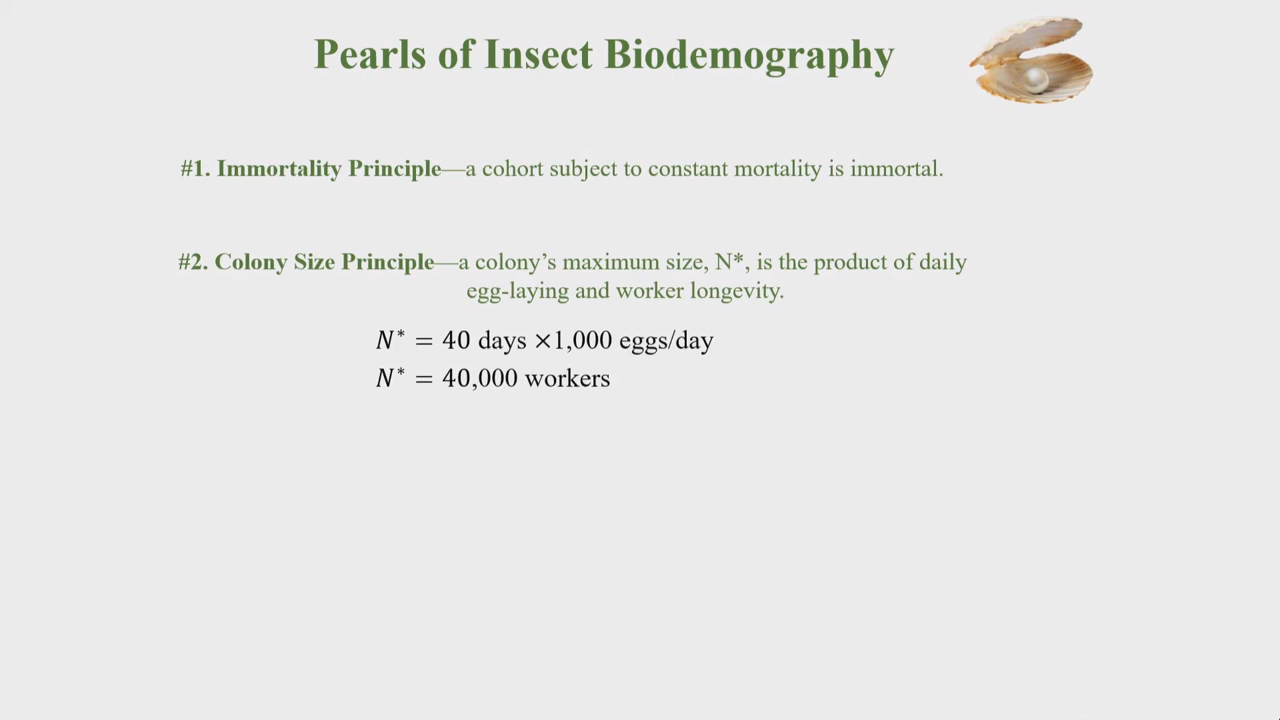 Pearls of Insect Biodemography
#1. Immortality Principle—a cohort subject to constant mortality is immortal.
#2. Colony Size Principle—a colony’s maximum size, N*, is the product of daily
egg-laying and worker longevity.
N* = 40 days ×1,000 eggs/day
N* = 40,000 workers